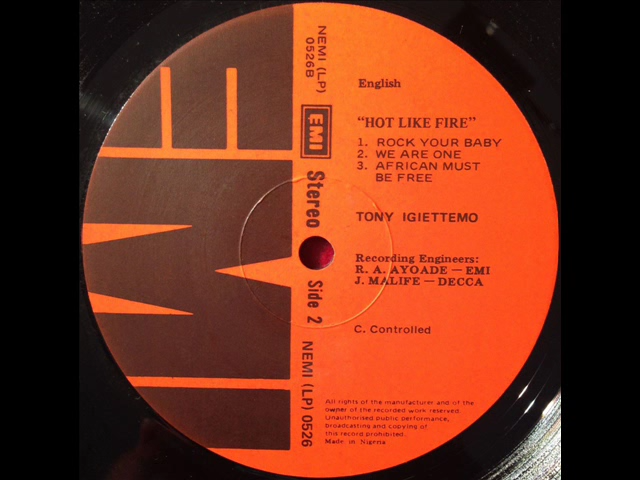 NEMI (LP)
0526B
EMI
Stereo
Side 2
NEMI (LP) 0526
English
"HOT LIKE FIRE"
1. ROCK YOUR BABY
2. WE ARE ONE
3. AFRICAN MUST
BE FREE
TONY IGIETTEMO
Recording Engineers:
R. A. AYOADE — EMI
J. MALIFE — DECCA
C. Controlled
All rights of the manufacturer and of the
owner of the recorded work reserved.
Unauthorised public performance,
broadcasting and copying of
this record prohibited.
Made in Nigeria
EMI